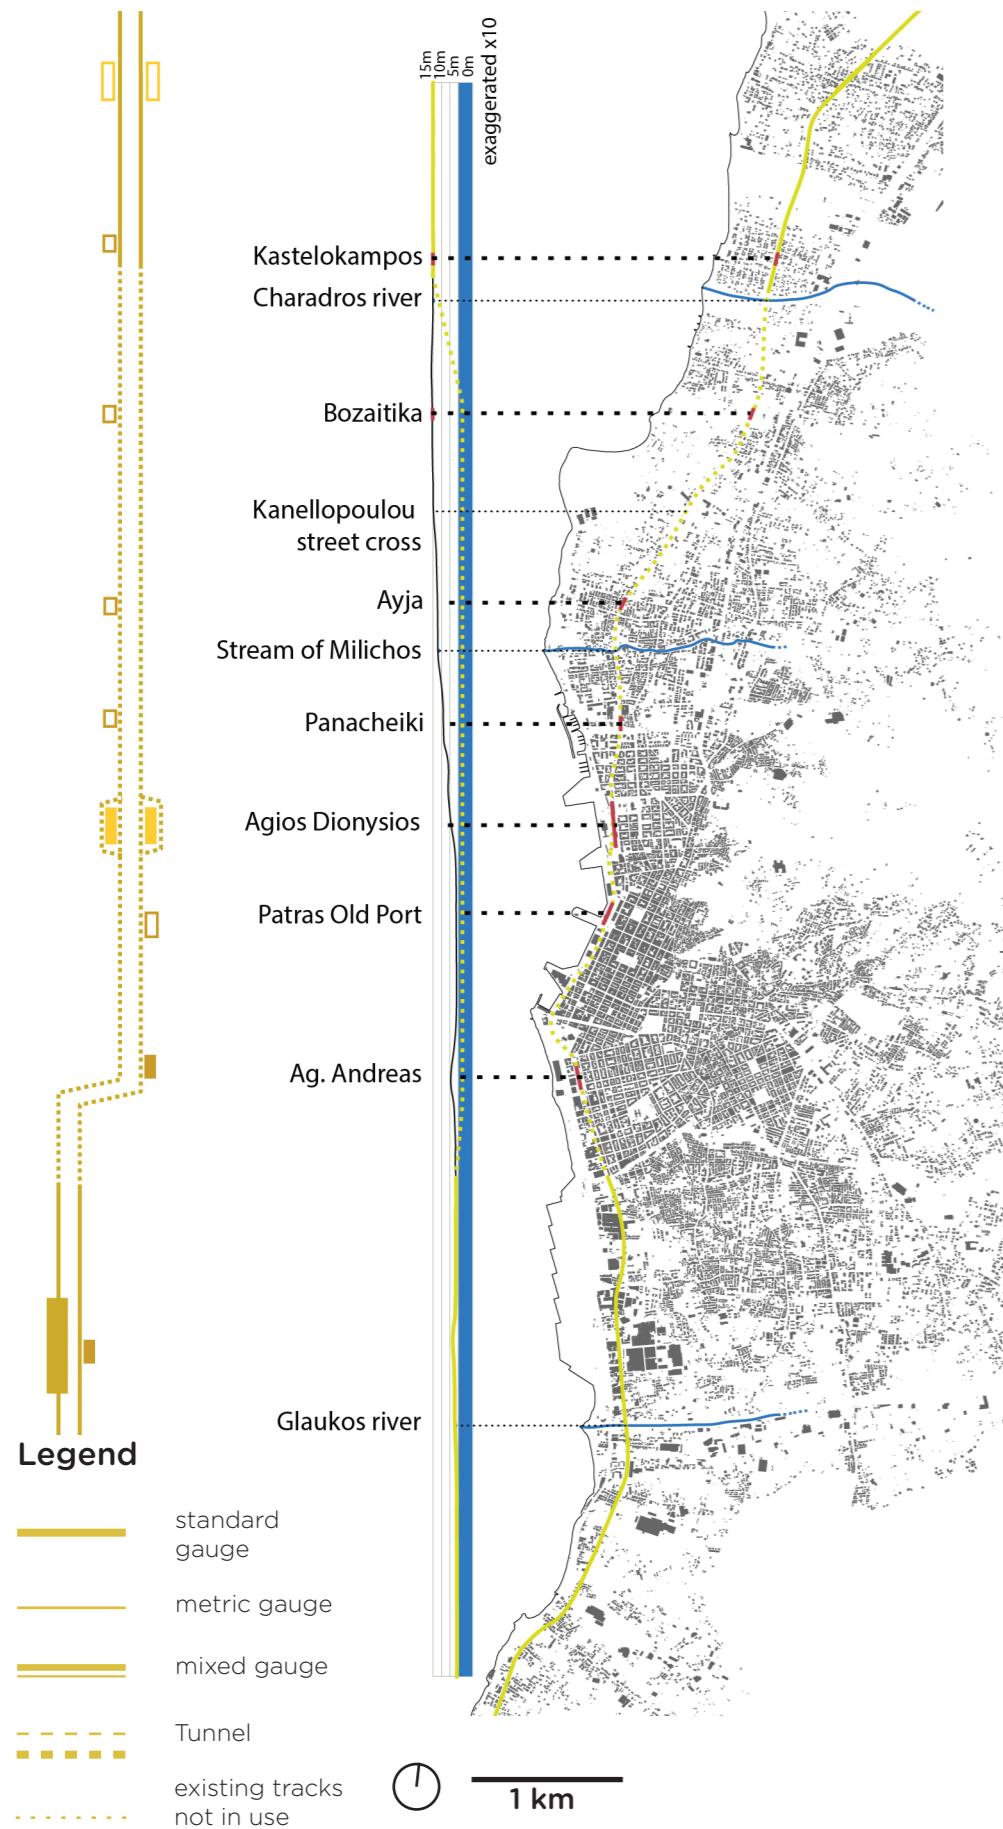 15m
10m
5m
0m
exaggerated x10
Kastelokampos
Charadros river
Bozaitika
Kanellopoulou
street cross
Ayja
Stream of Milichos
Panacheiki
Agios Dionysios
Patras Old Port
Ag. Andreas
Glaukos river
Legend
standard
gauge
metric gauge
mixed gauge
Tunnel
existing tracks
not in use
1 km